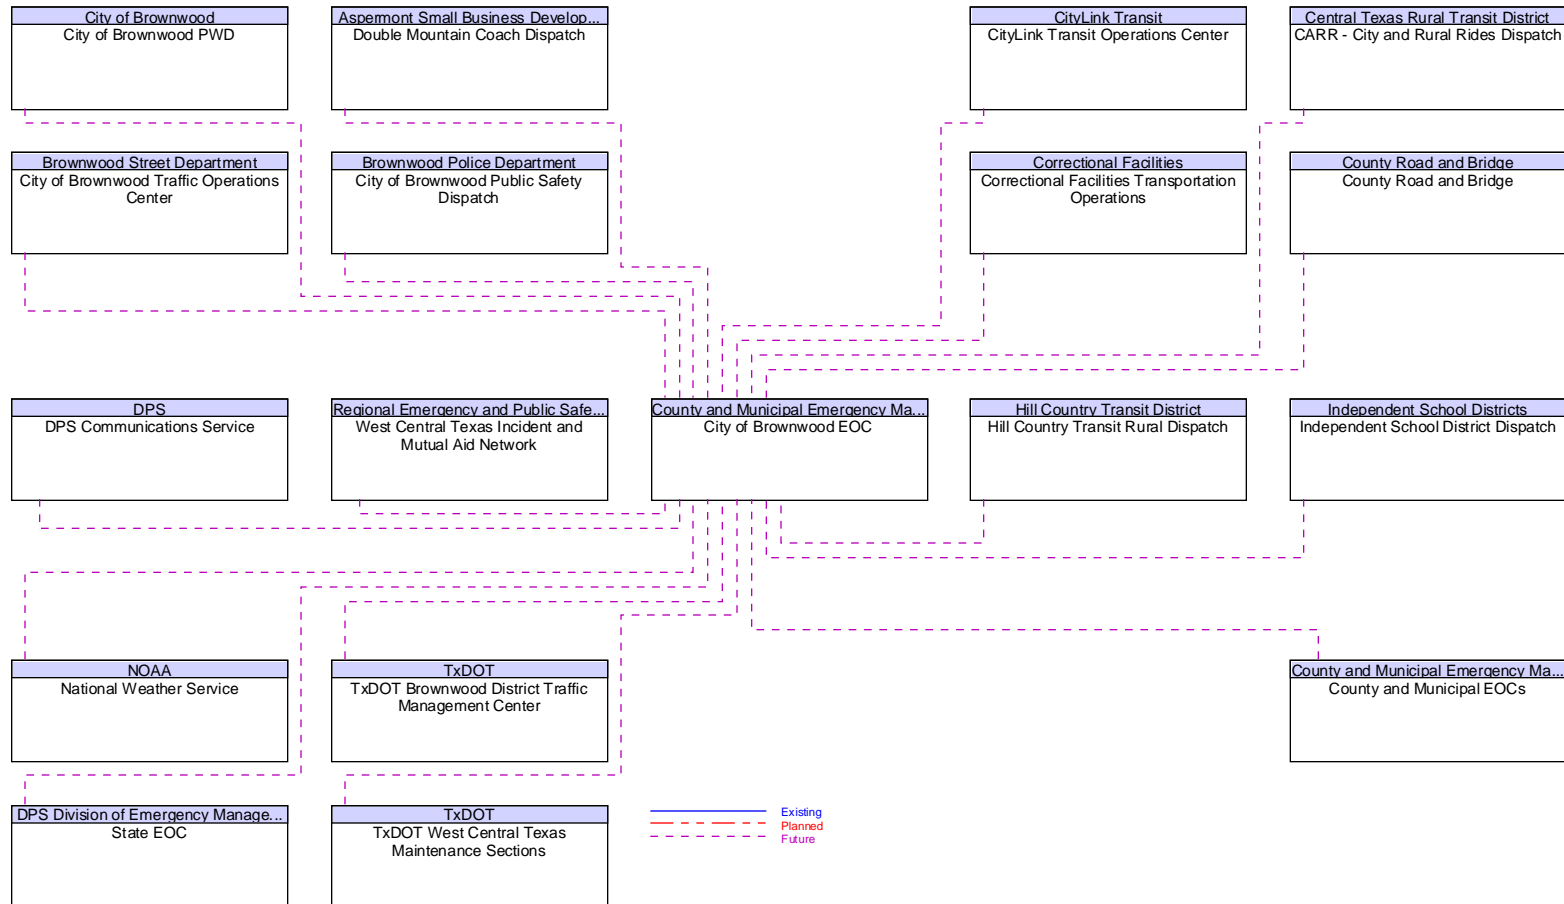 City of Brownwood
City of Brownwood PWD
Aspermont Small Business Develop...
Double Mountain Coach Dispatch
CityLink Transit
CityLink Transit Operations Center
Central Texas Rural Transit District
CARR - City and Rural Rides Dispatch
Brownwood Street Department
City of Brownwood Traffic Operations
Center
Brownwood Police Department
City of Brownwood Public Safety
Dispatch
Correctional Facilities
Correctional Facilities Transportation
Operations
County Road and Bridge
County Road and Bridge
DPS
DPS Communications Service
Regional Emergency and Public Safe...
West Central Texas Incident and
Mutual Aid Network
County and Municipal Emergency Ma...
City of Brownwood EOC
Hill Country Transit District
Hill Country Transit Rural Dispatch
Independent School Districts
Independent School District Dispatch
NOAA
National Weather Service
TxDOT
TxDOT Brownwood District Traffic
Management Center
County and Municipal Emergency Ma...
County and Municipal EOCs
DPS Division of Emergency Manage...
State EOC
TxDOT
TxDOT West Central Texas
Maintenance Sections
Existing
Planned
Future